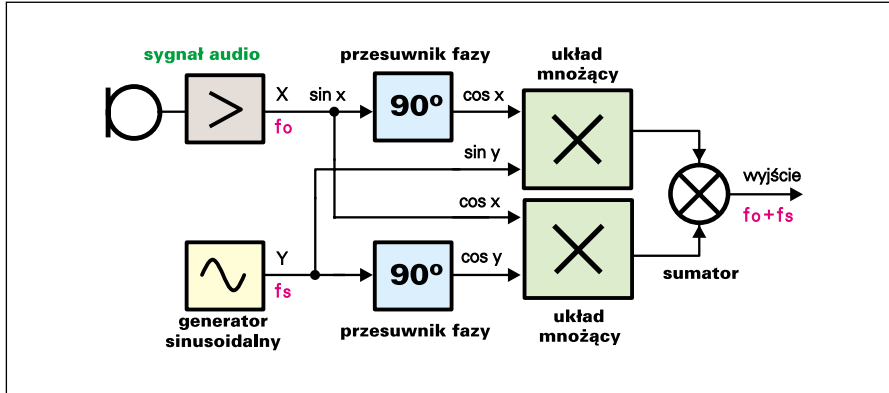 sygnał audio
przesuwnik fazy
układ
mnożący
X
sin x
fo
>
90º
cos x
sin y
wyjście
fo+fs
cos x
Y
fs
90º
cos y
sumator
generator
sinusoidalny
przesuwnik fazy
układ
mnożący